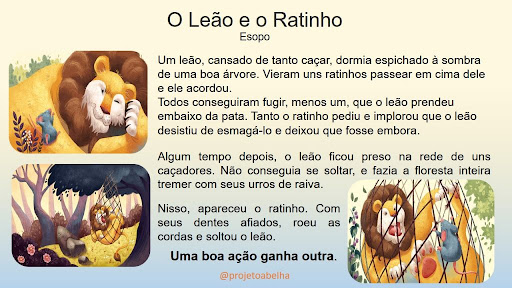 O Leão e o Ratinho
Esopo
Um leão, cansado de tanto caçar, dormia espichado à sombra
de uma boa árvore. Vieram uns ratinhos passear em cima dele
e ele acordou.
Todos conseguiram fugir, menos um, que o leão prendeu
embaixo da pata. Tanto o ratinho pediu e implorou que o leão
desistiu de esmagá-lo e deixou que fosse embora.
Algum tempo depois, o leão ficou preso na rede de uns
caçadores. Não conseguia se soltar, e fazia a floresta inteira
tremer com seus urros de raiva.
Nisso, apareceu o ratinho. Com
seus dentes afiados, roeu as
cordas e soltou o leão.
Uma boa ação ganha outra.
@projetoabelha